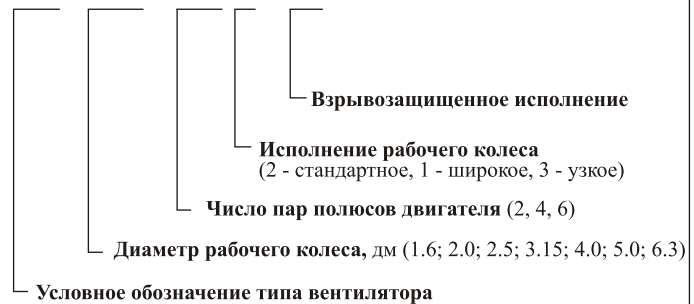 Взрывозащищенное исполнение
Исполнение рабочего колеса
(2 - стандартное, 1 - широкое, 3 - узкое)
Число пар полюсов двигателя (2, 4, 6)
Диаметр рабочего колеса, дм (1.6; 2.0; 2.5; 3.15; 4.0; 5.0; 6.3)
Условное обозначение типа вентилятора